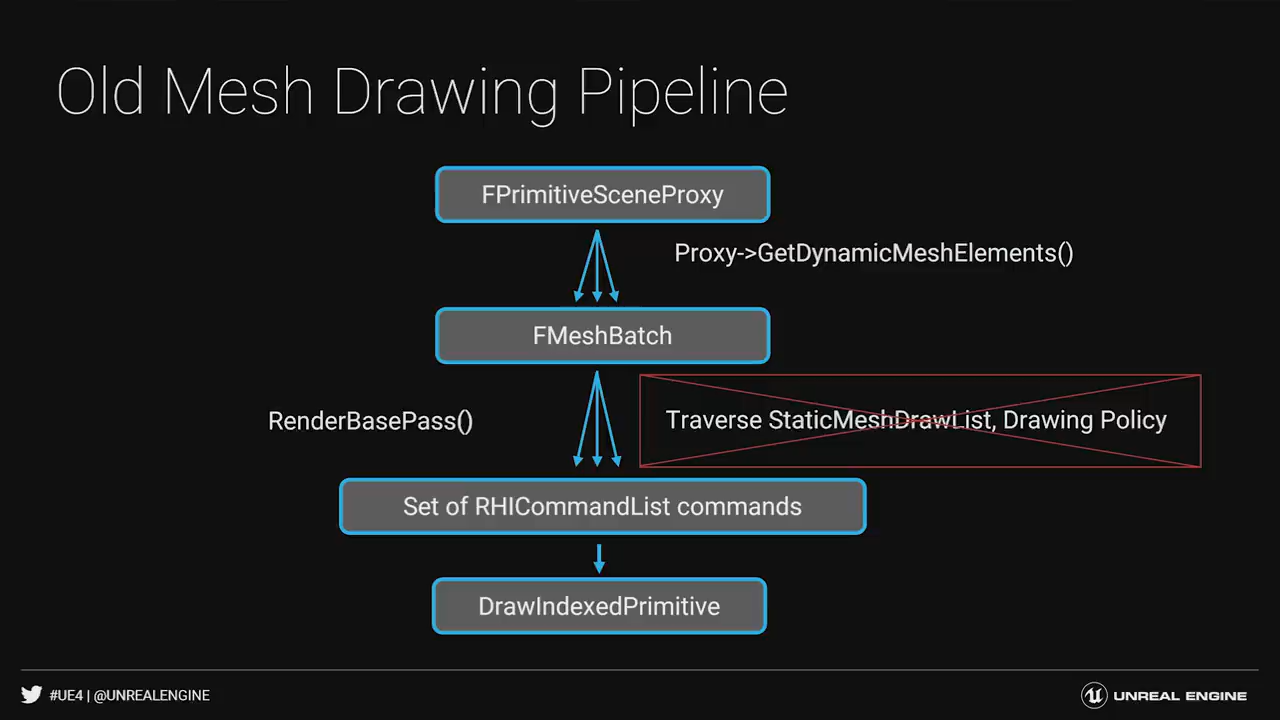 Old Mesh Drawing Pipeline
FPrimitiveSceneProxy
Proxy->GetDynamicMeshElements()
FMeshBatch
RenderBasePass()
Traverse StaticMeshDrawList, Drawing Policy
Set of RHICommandList commands
DrawIndexedPrimitive
#UE4 | @UNREALENGINE
UNREAL ENGINE